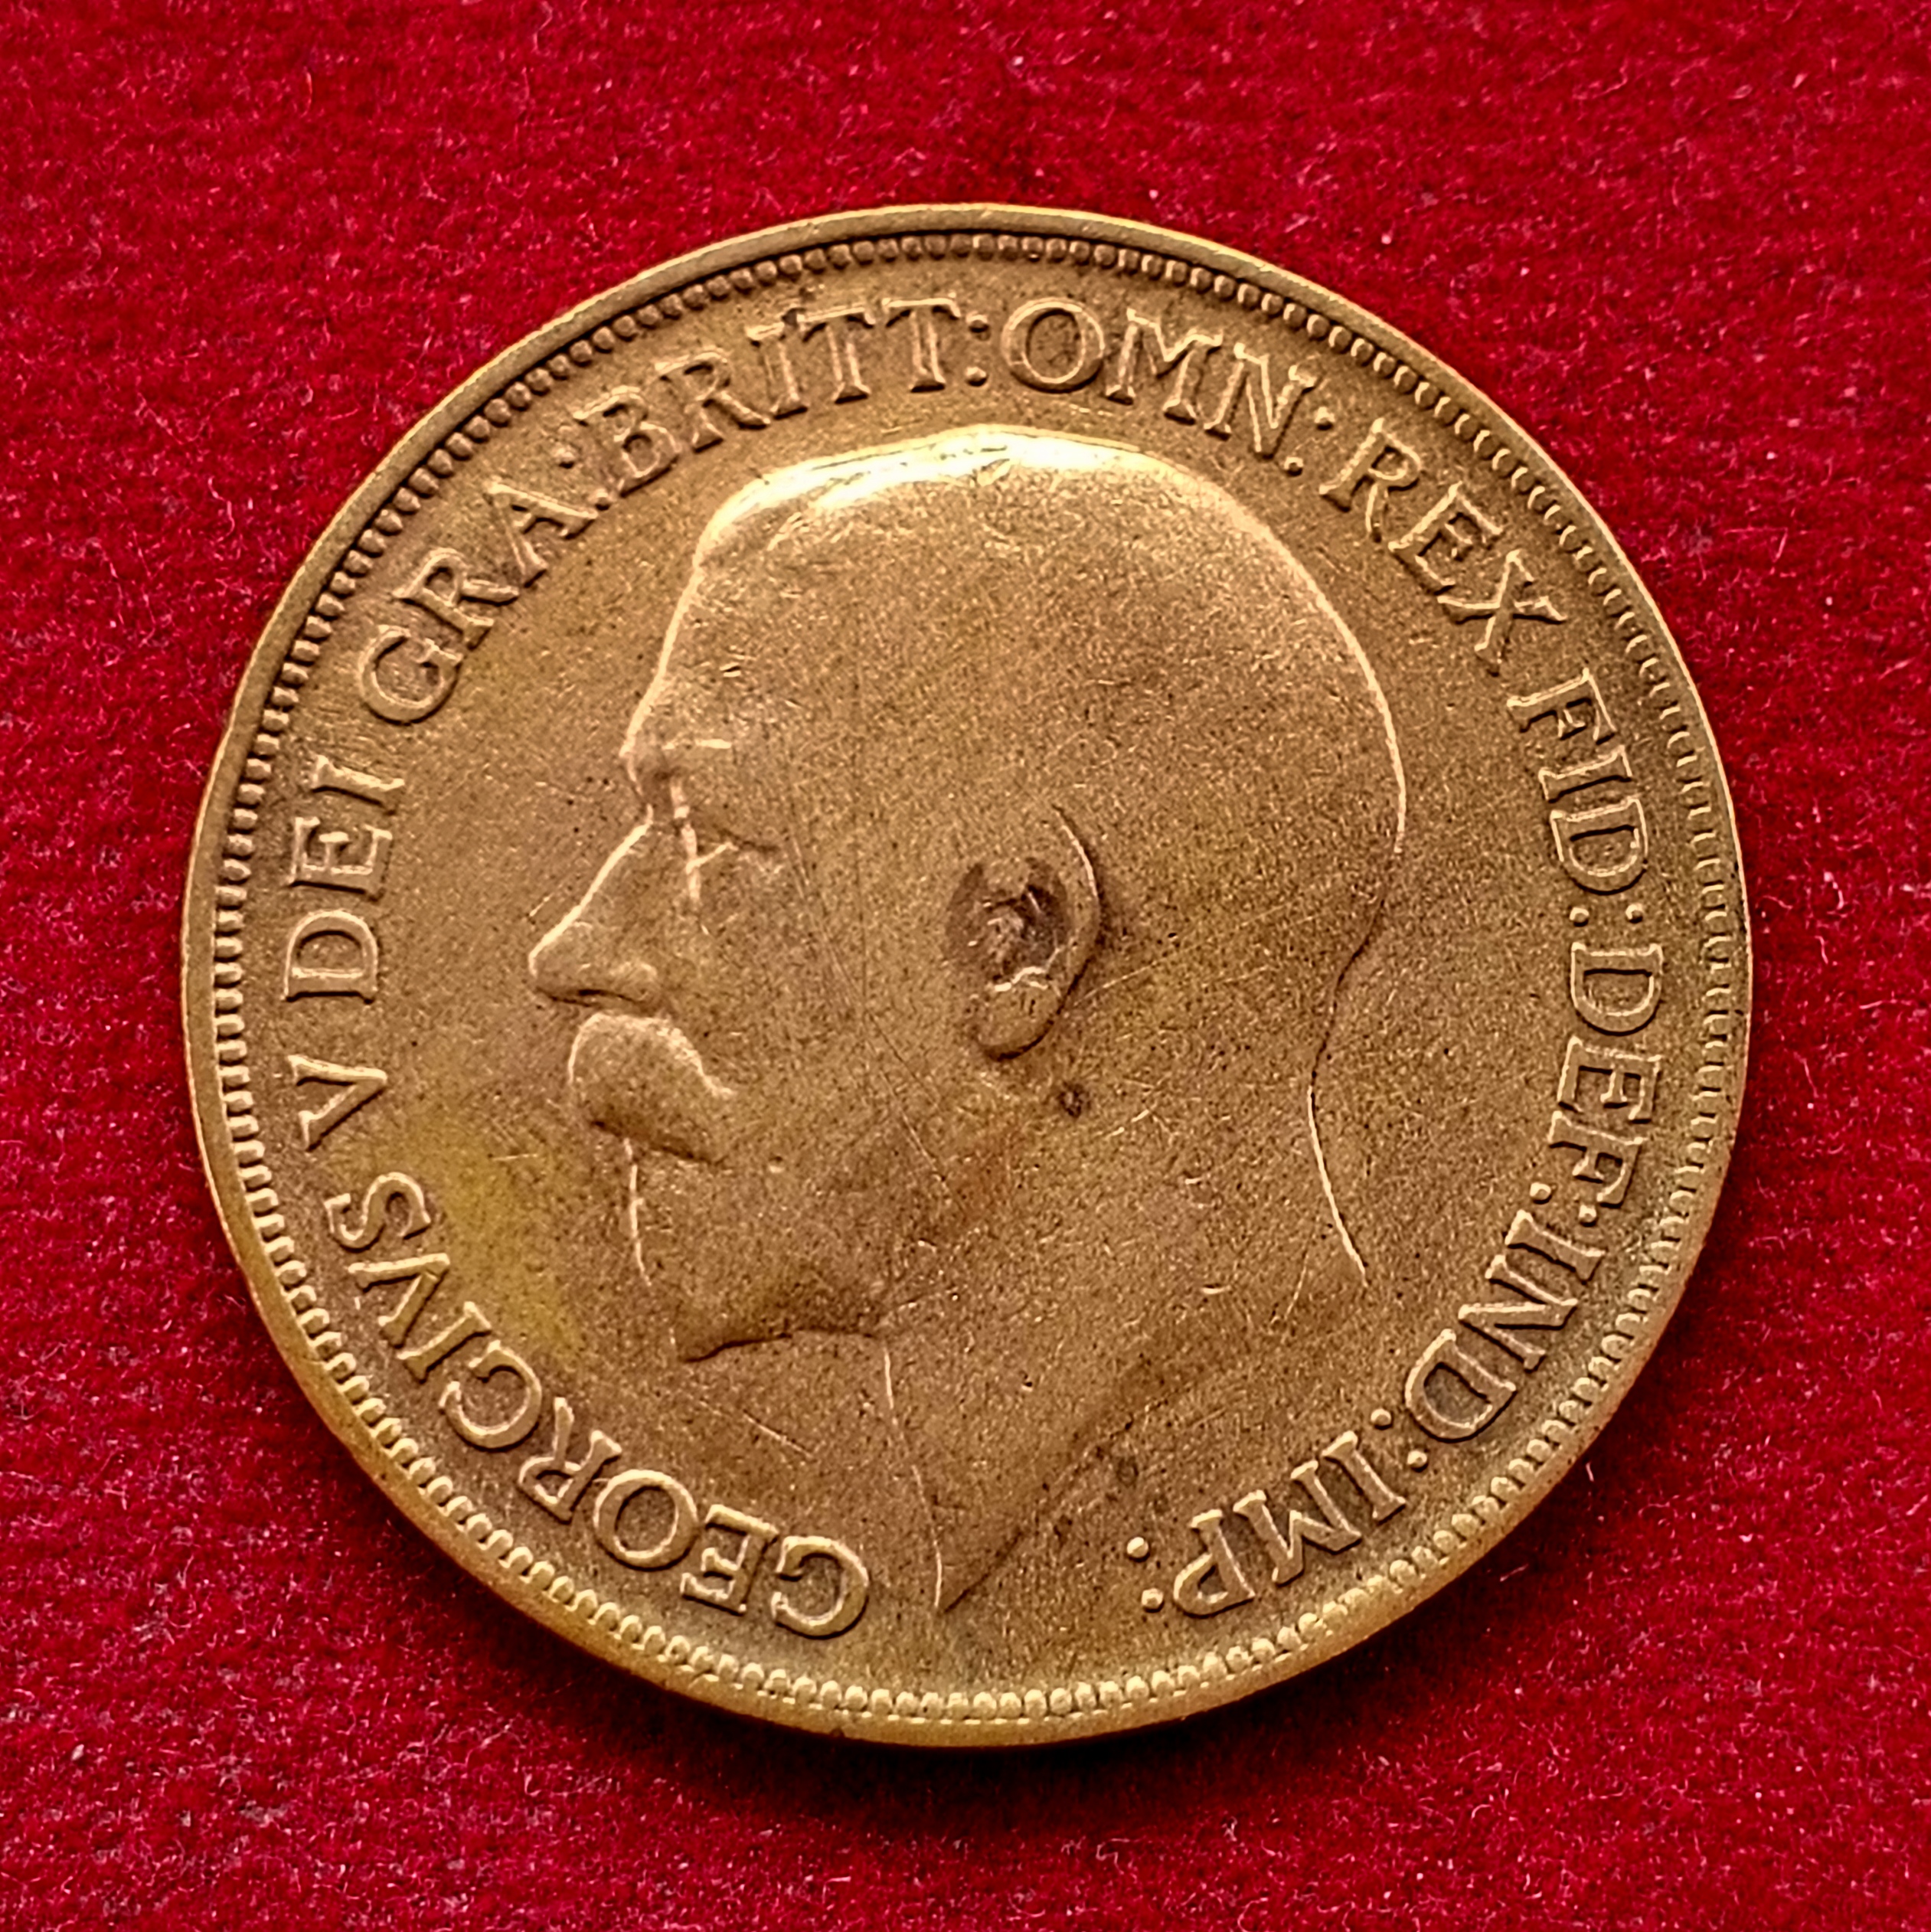 GEORGIVS V DEI GRA:BRITT:OMN:REX FID:DEF:IND:IMP: